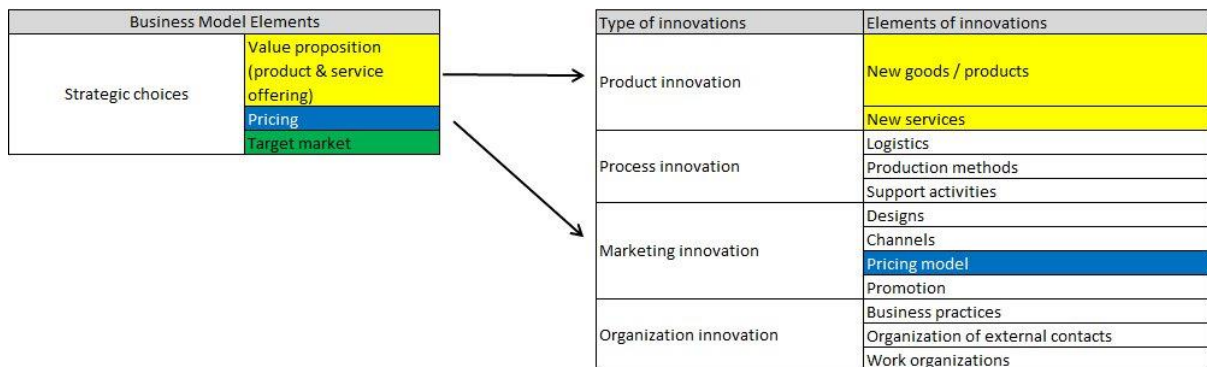 Business Model Elements
Strategic choices
Value proposition
(product & service
offering)
Pricing
Target market
Type of innovations
Elements of innovations
Product innovation
New goods / products
New services
Process innovation
Logistics
Production methods
Support activities
Marketing innovation
Designs
Channels
Pricing model
Promotion
Organization innovation
Business practices
Organization of external contacts
Work organizations